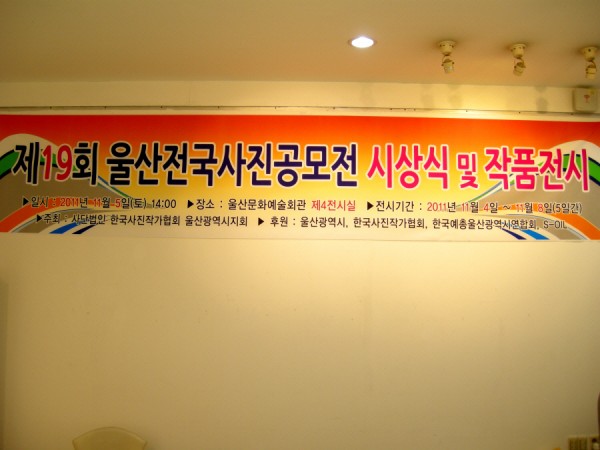 제19회 울산전국사진공모전 시상식 및 작품전시
▶일시 : 2011년 11월 5일(토) 14:00 ▶장소 : 울산문화예술회관 제4전시실 ▶전시기간 : 2011년 11월 4일 ~ 11월 8일(5일간)
▶주최 : 사단법인 한국사진작가협회 울산광역시지회 ▶ 후원 : 울산광역시, 한국사진작가협회, 한국예총울산광역시연합회, S-OIL